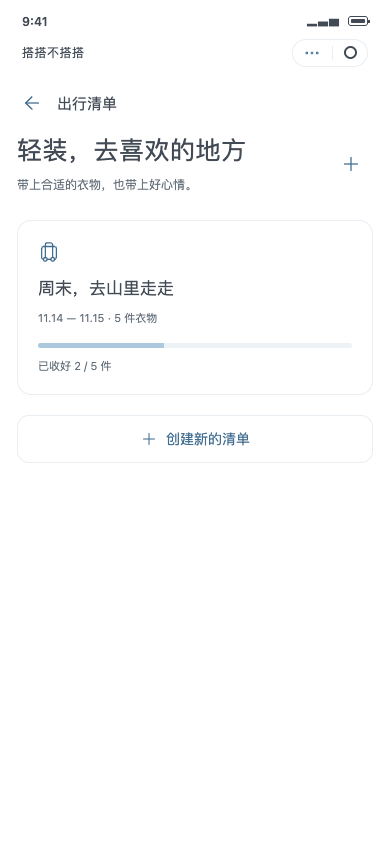 9:41
搭搭不搭搭
出行清单
轻装，去喜欢的地方
带上合适的衣物，也带上好心情。
周末，去山里走走
11.14 — 11.15 · 5 件衣物
已收好 2 / 5 件
创建新的清单